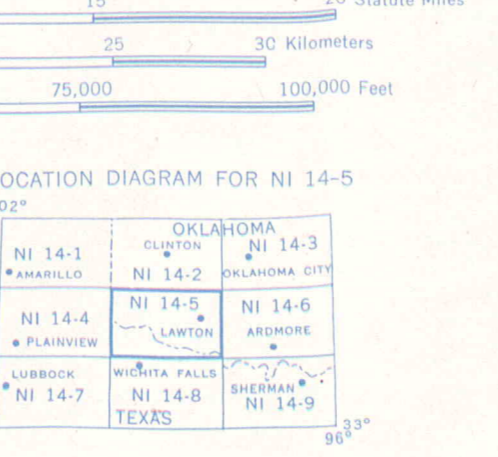 15 20 Statute Miles
25 30 Kilometers
75,000 100,000 Feet
OCATION DIAGRAM FOR NI 14-5
02°
OKLAHOMA
NI 14-1
AMARILLO
CLINTON
NI 14-2
NI 14-3
OKLAHOMA CITY
NI 14-4
PLAINVIEW
NI 14-5
LAWTON
NI 14-6
ARDMORE
LUBBOCK
NI 14-7
WICHITA FALLS
NI 14-8
TEXAS
SHERMAN
NI 14-9
33°
96°